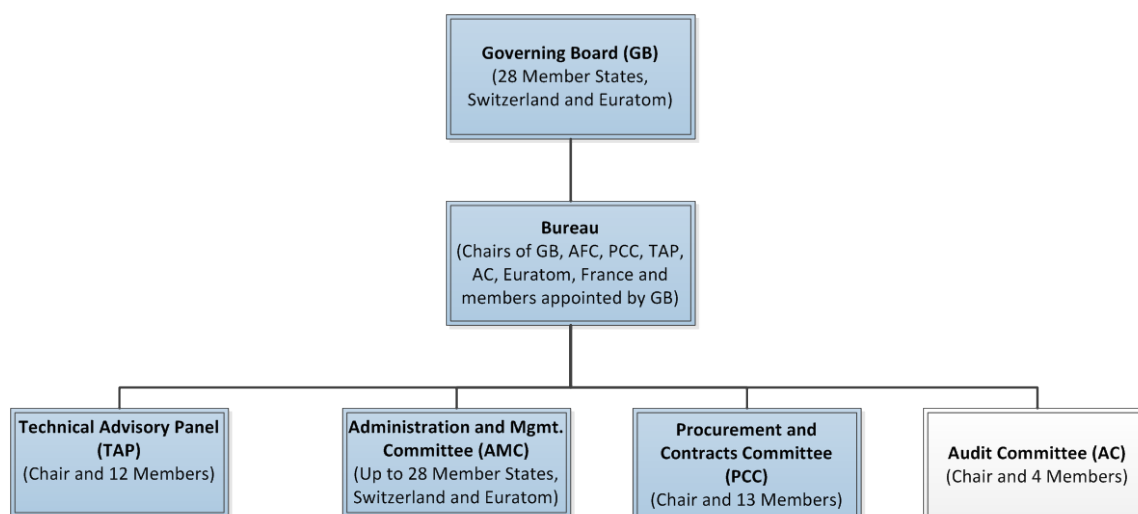 Governing Board (GB)
(28 Member States,
Switzerland and Euratom)
Bureau
(Chairs of GB, AFC, PCC, TAP,
AC, Euratom, France and
members appointed by GB)
Technical Advisory Panel
(TAP)
(Chair and 12 Members)
Administration and Mgmt.
Committee (AMC)
(Up to 28 Member States,
Switzerland and Euratom)
Procurement and
Contracts Committee
(PCC)
(Chair and 13 Members)
Audit Committee (AC)
(Chair and 4 Members)